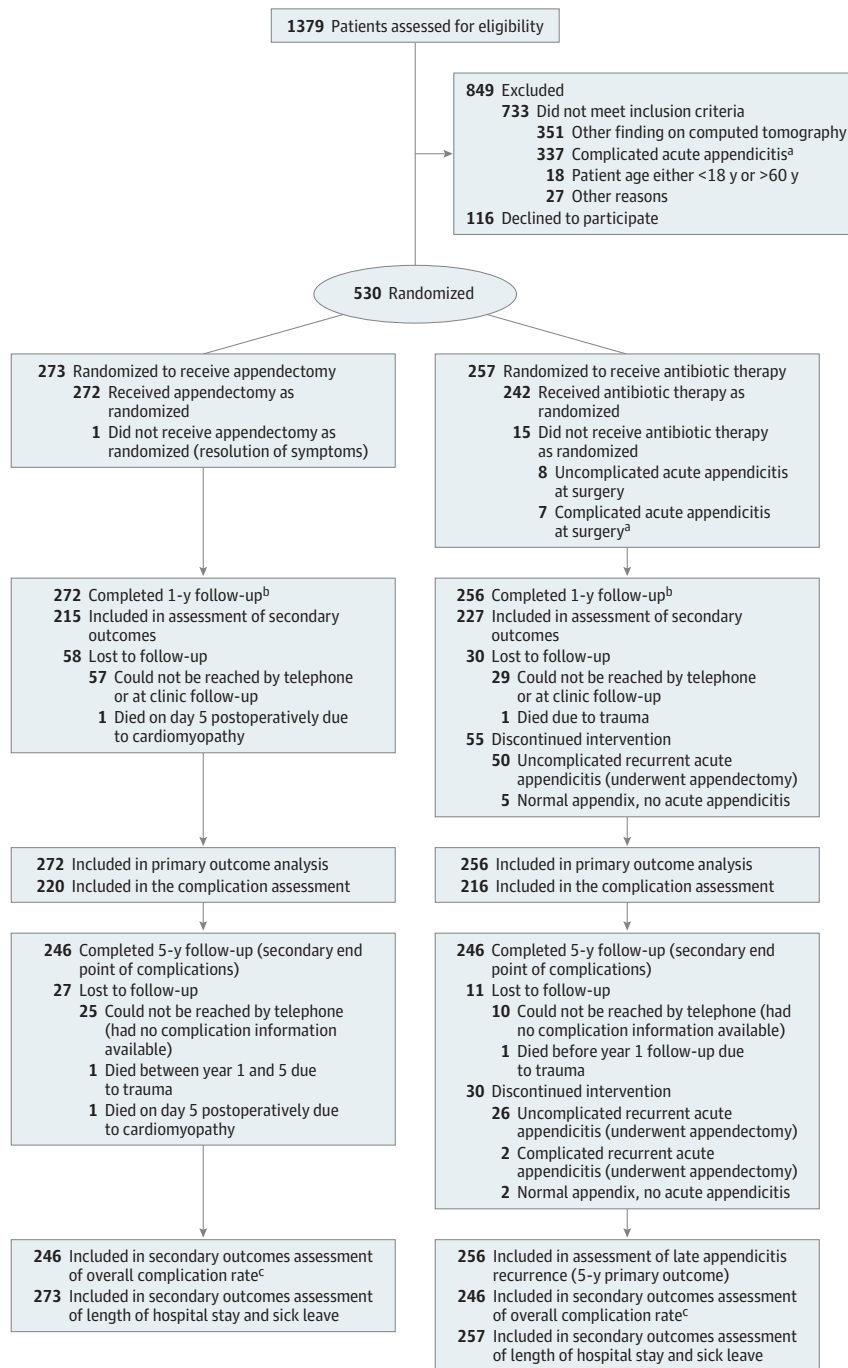 1379 Patients assessed for eligibility
849 Excluded
733 Did not meet inclusion criteria
351 Other finding on computed tomography
337 Complicated acute appendicitisa
18 Patient age either <18 y or >60 y
27 Other reasons
116 Declined to participate
530 Randomized
273 Randomized to receive appendectomy
272 Received appendectomy as
randomized
1 Did not receive appendectomy as
randomized (resolution of symptoms)
257 Randomized to receive antibiotic therapy
242 Received antibiotic therapy as
randomized
15 Did not receive antibiotic therapy
as randomized
8 Uncomplicated acute appendicitis
at surgery
7 Complicated acute appendicitis
at surgerya
272 Completed 1-y follow-upb
215 Included in assessment of secondary
outcomes
58 Lost to follow-up
57 Could not be reached by telephone
or at clinic follow-up
1 Died on day 5 postoperatively due
to cardiomyopathy
256 Completed 1-y follow-upb
227 Included in assessment of secondary
outcomes
30 Lost to follow-up
29 Could not be reached by telephone
or at clinic follow-up
1 Died due to trauma
55 Discontinued intervention
50 Uncomplicated recurrent acute
appendicitis (underwent appendectomy)
5 Normal appendix, no acute appendicitis
272 Included in primary outcome analysis
220 Included in the complication assessment
256 Included in primary outcome analysis
216 Included in the complication assessment
246 Completed 5-y follow-up (secondary end
point of complications)
27 Lost to follow-up
25 Could not be reached by telephone
(had no complication information
available)
1 Died between year 1 and 5 due
to trauma
1 Died on day 5 postoperatively due
to cardiomyopathy
246 Completed 5-y follow-up (secondary end
point of complications)
11 Lost to follow-up
10 Could not be reached by telephone (had
no complication information available)
1 Died before year 1 follow-up due
to trauma
30 Discontinued intervention
26 Uncomplicated recurrent acute
appendicitis (underwent appendectomy)
2 Complicated recurrent acute
appendicitis (underwent appendectomy)
2 Normal appendix, no acute appendicitis
246 Included in secondary outcomes assessment
of overall complication ratec
273 Included in secondary outcomes assessment
of length of hospital stay and sick leave
256 Included in assessment of late appendicitis
recurrence (5-y primary outcome)
246 Included in secondary outcomes assessment
of overall complication ratec
257 Included in secondary outcomes assessment
of length of hospital stay and sick leave